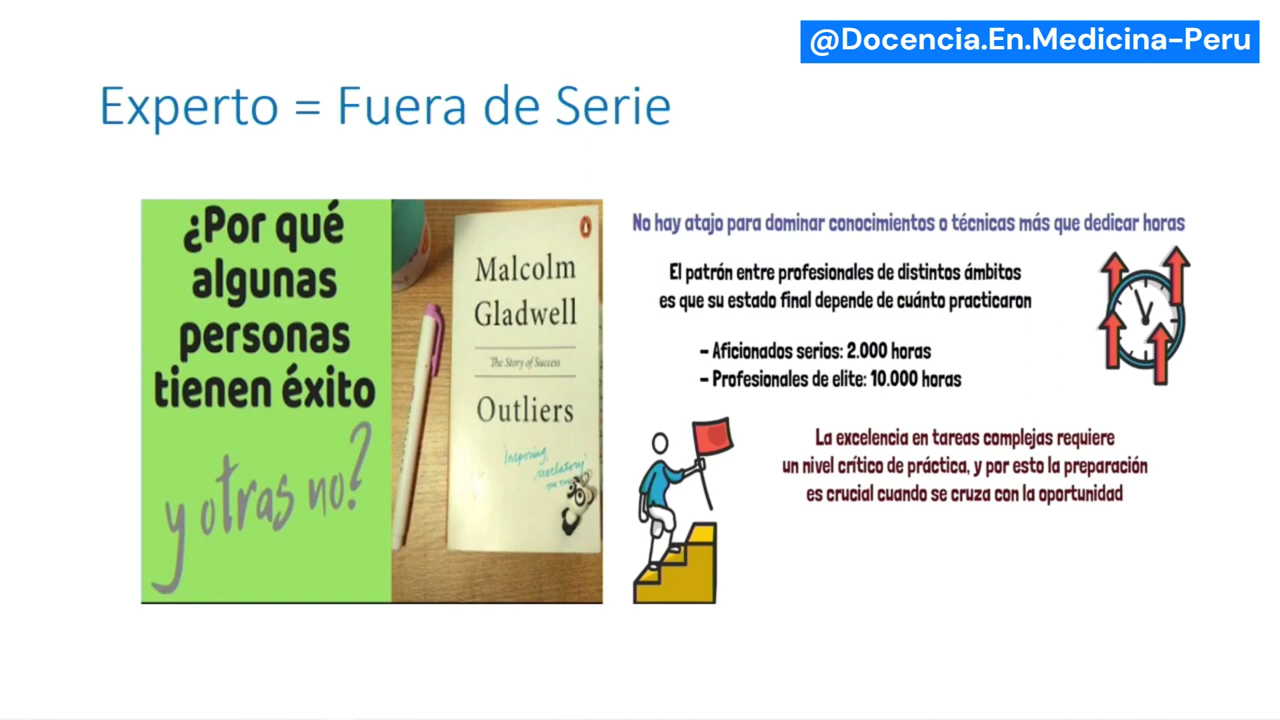 @Docencia.En.Medicina-Peru
Experto = Fuera de Serie
¿Por qué
algunas
personas
tienen éxito
y otras no?
Malcolm
Gladwell
The Story of Success
Outliers
Inspiring,
No hay atajo para dominar conocimientos o técnicas más que dedicar horas
El patrón entre profesionales de distintos ámbitos
es que su estado final depende de cuánto practicaron
- Aficionados serios: 2.000 horas
- Profesionales de elite: 10.000 horas
La excelencia en tareas complejas requiere
un nivel crítico de práctica, y por esto la preparación
es crucial cuando se cruza con la oportunidad